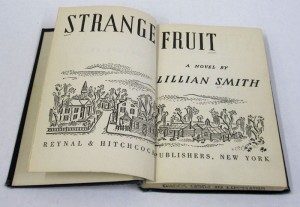 STRANGE FRUIT
A NOVEL BY
LILLIAN SMITH
REYNAL & HITCHCOCK PUBLISHERS, NEW YORK